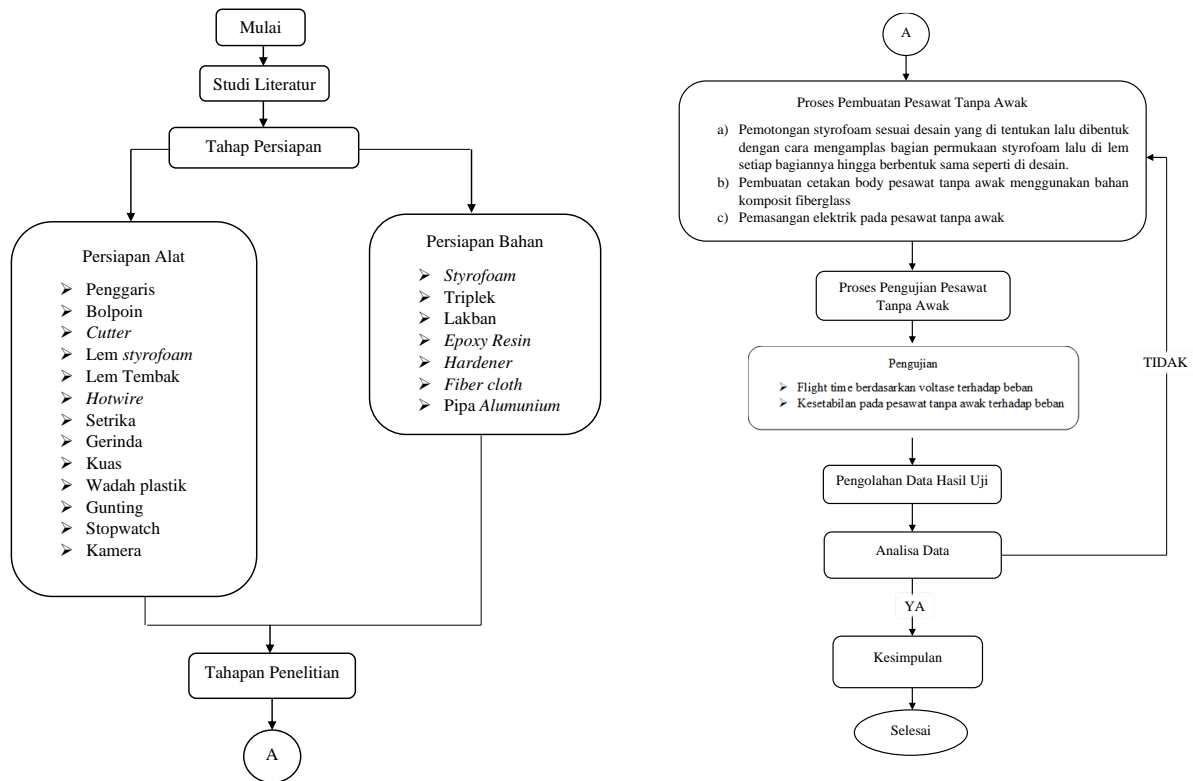 Mulai
Studi Literatur
Tahap Persiapan
Persiapan Alat
➢ Penggaris
➢ Bolpoin
➢ Cutter
➢ Lem styrofoam
➢ Lem Tembak
➢ Hotwire
➢ Setrika
➢ Gerinda
➢ Kuas
➢ Wadah plastik
➢ Gunting
➢ Stopwatch
➢ Kamera
Persiapan Bahan
➢ Styrofoam
➢ Triplek
➢ Lakban
➢ Epoxy Resin
➢ Hardener
➢ Fiber cloth
➢ Pipa Alumunium
Tahapan Penelitian
A
A
Proses Pembuatan Pesawat Tanpa Awak
a) Pemotongan styrofoam sesuai desain yang di tentukan lalu dibentuk
dengan cara mengamplas bagian permukaan styrofoam lalu di lem
setiap bagiannya hingga berbentuk sama seperti di desain.
b) Pembuatan cetakan body pesawat tanpa awak menggunakan bahan
komposit fiberglass
c) Pemasangan elektrik pada pesawat tanpa awak
Proses Pengujian Pesawat
Tanpa Awak
Pengujian
➢ Flight time berdasarkan voltase terhadap beban
➢ Kesetabilan pada pesawat tanpa awak terhadap beban
TIDAK
Pengolahan Data Hasil Uji
Analisa Data
YA
Kesimpulan
Selesai